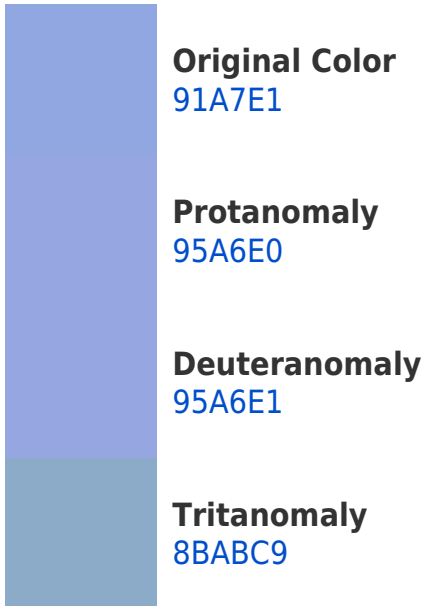 Original Color
91A7E1
Protanomaly
95A6E0
Deuteranomaly
95A6E1
Tritanomaly
8BABC9